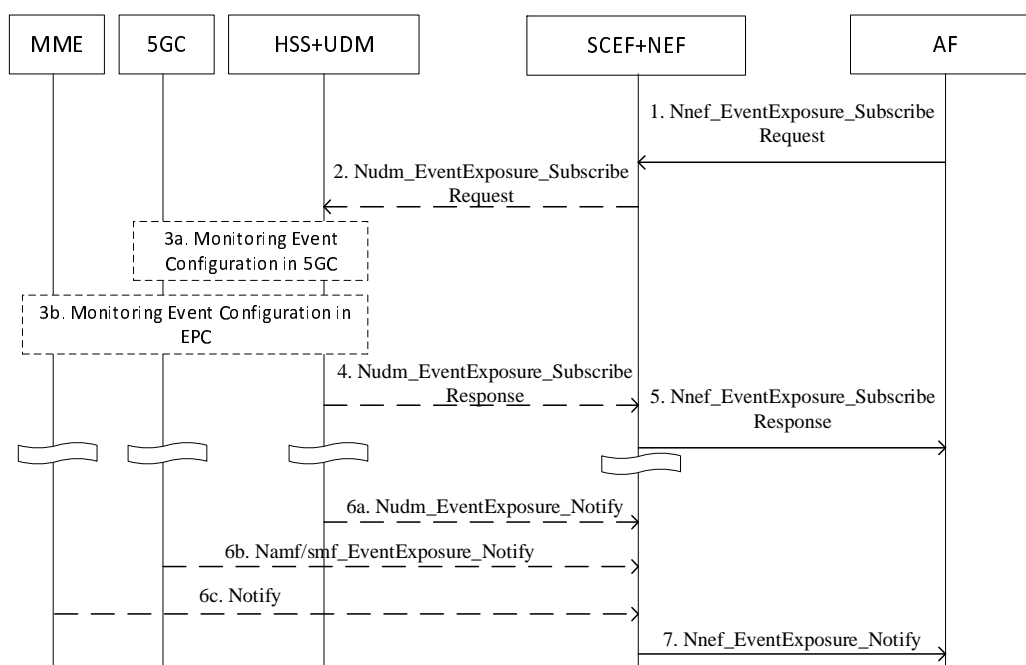 MME
5GC
HSS+UDM
SCEF+NEF
AF
1. Nnef_EventExposure_Subscribe
Request
2. Nudm_EventExposure_Subscribe
Request
3a. Monitoring Event
Configuration in 5GC
3b. Monitoring Event Configuration in
EPC
4. Nudm_EventExposure_Subscribe
Response
5. Nnef_EventExposure_Subscribe
Response
6a. Nudm_EventExposure_Notify
6b. Namf/smf_EventExposure_Notify
6c. Notify
7. Nnef_EventExposure_Notify